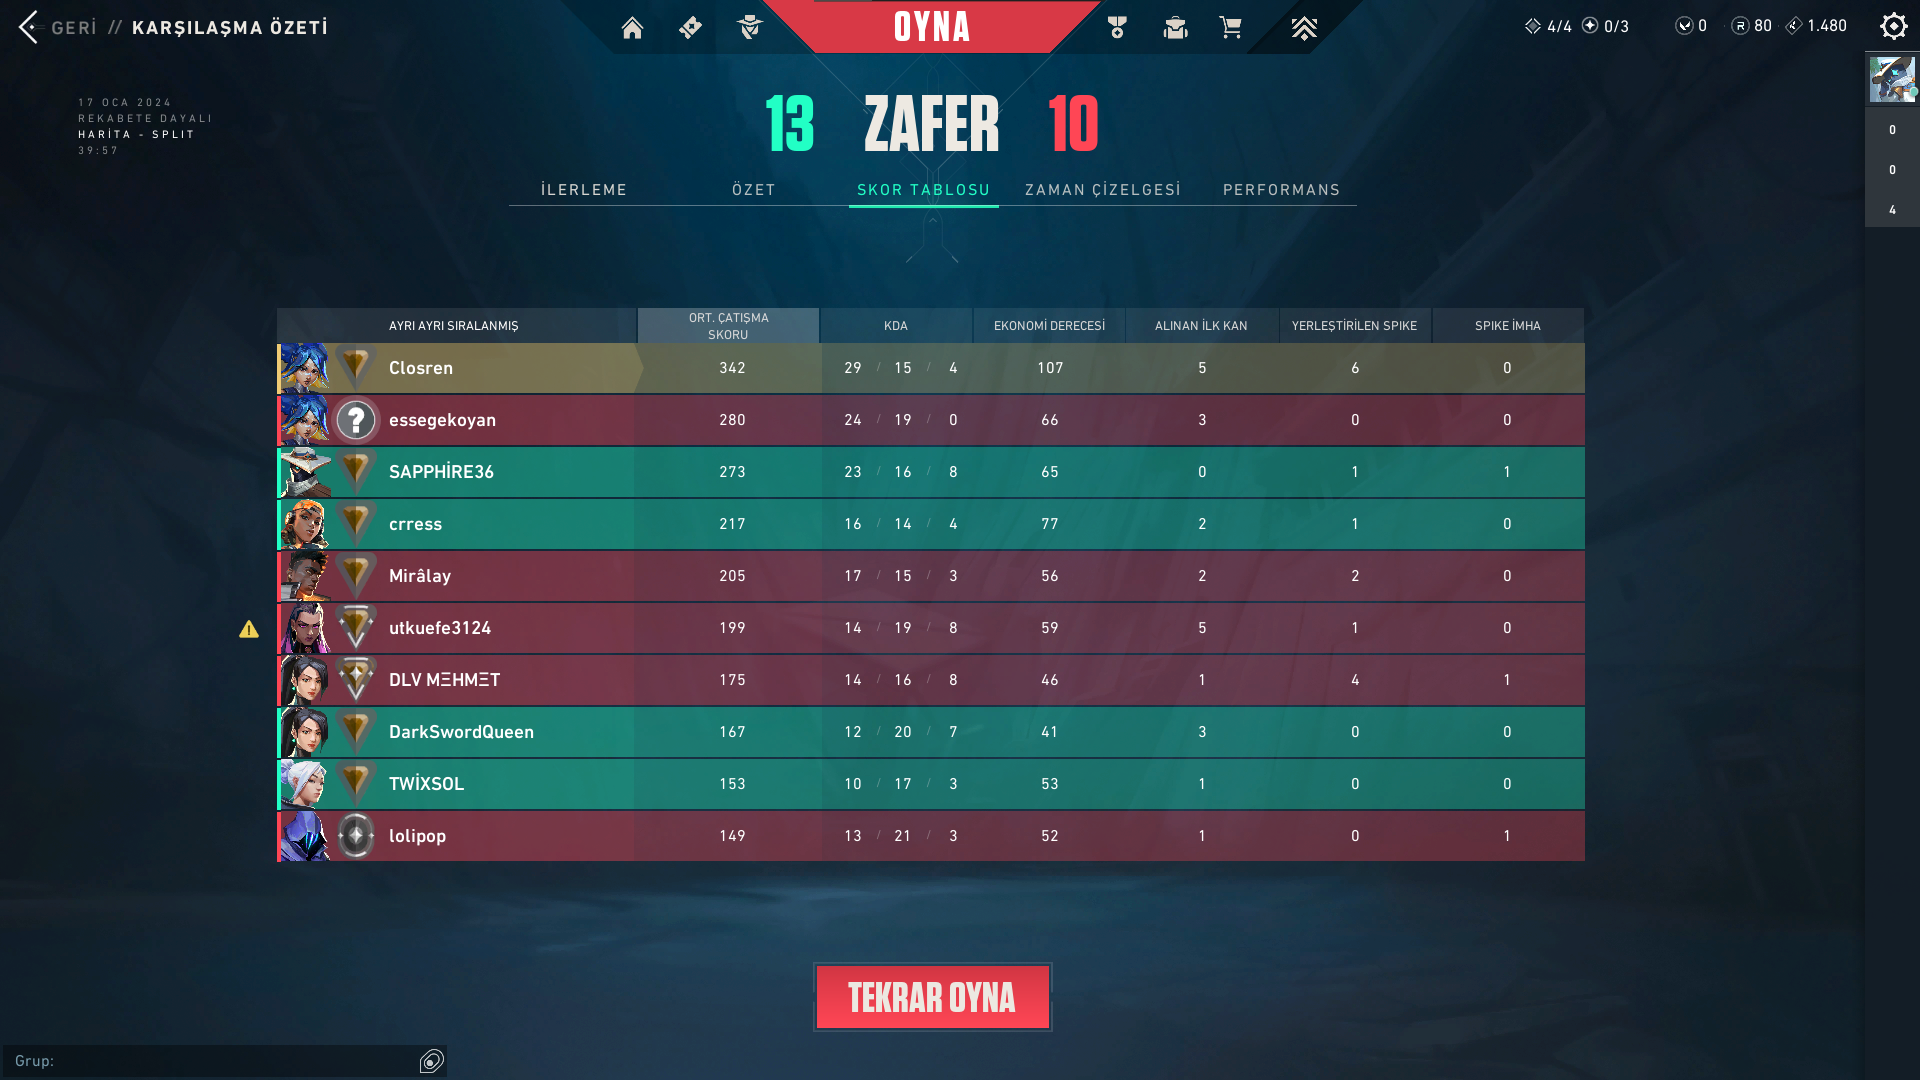 GERİ // KARŞILAŞMA ÖZETİ
OYNA
4/4 0/3 0 R 80 1.480
17 OCA 2024
REKABETE DAYALI
HARİTA - SPLIT
39:57
13 ZAFER 10
0
0
4
İLERLEME ÖZET SKOR TABLOSU ZAMAN ÇİZELGESİ PERFORMANS
AYRI AYRI SIRALANMIŞ ORT. ÇATIŞMA SKORU KDA EKONOMİ DERECESİ ALINAN İLK KAN YERLEŞTİRİLEN SPIKE SPIKE İMHA
Closren 342 29 / 15 / 4 107 5 6 0
? essegekoyan 280 24 / 19 / 0 66 3 0 0
SAPPHİRE36 273 23 / 16 / 8 65 0 1 1
crress 217 16 / 14 / 4 77 2 1 0
Mirâlay 205 17 / 15 / 3 56 2 2 0
utkuefe3124 199 14 / 19 / 8 59 5 1 0
DLV MΞHMΞT 175 14 / 16 / 8 46 1 4 1
DarkSwordQueen 167 12 / 20 / 7 41 3 0 0
TWİXSOL 153 10 / 17 / 3 53 1 0 0
lolipop 149 13 / 21 / 3 52 1 0 1
TEKRAR OYNA
Grup: